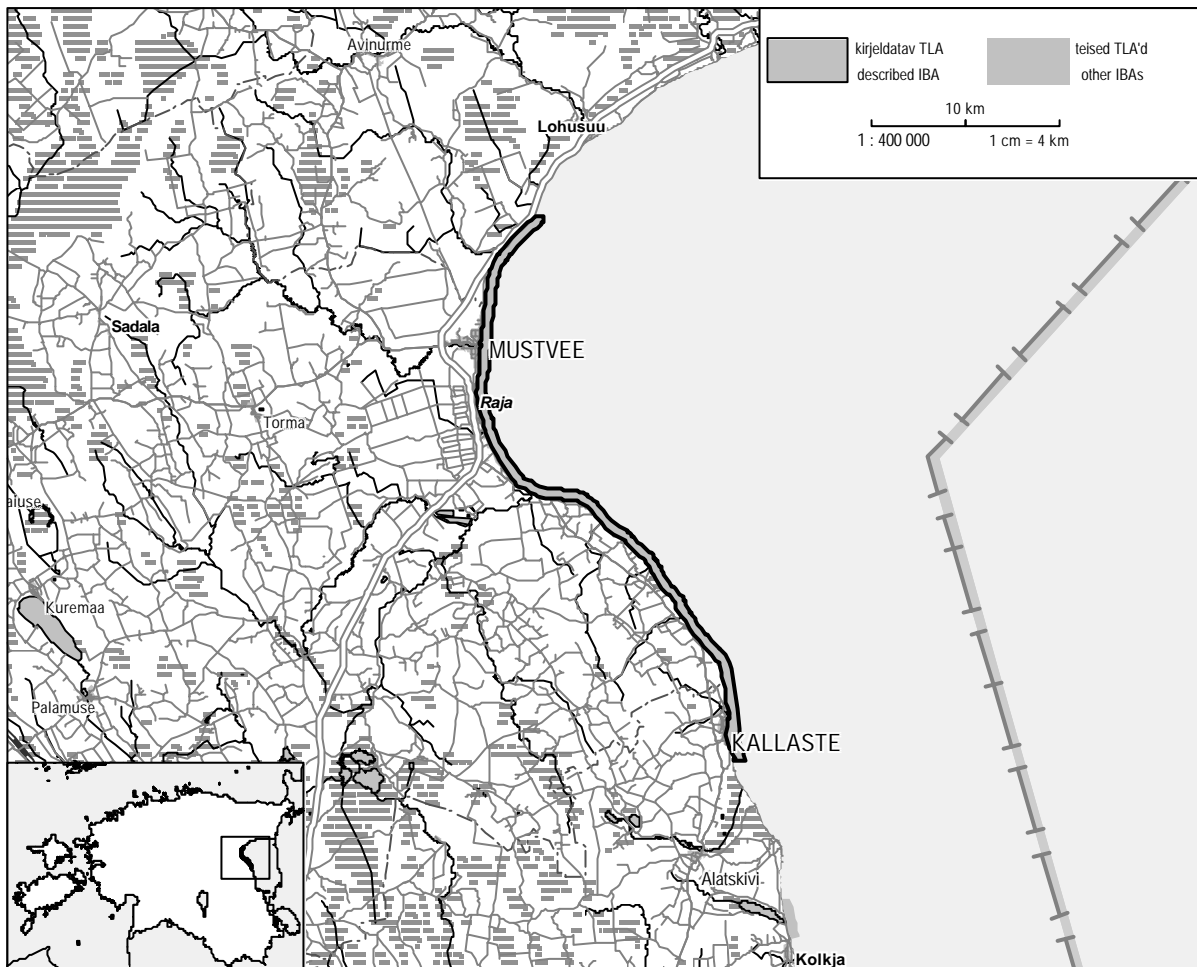 Avinurme
kirjeldatav TLA
described IBA
teised TLA'd
other IBAs
10 km
1 : 400 000
1 cm = 4 km
Lohusuu
Sadala
MUSTVEE
Raja
Torma
aiuse
Kuremaa
Palamuse
KALLASTE
Alatskivi
Kolkja